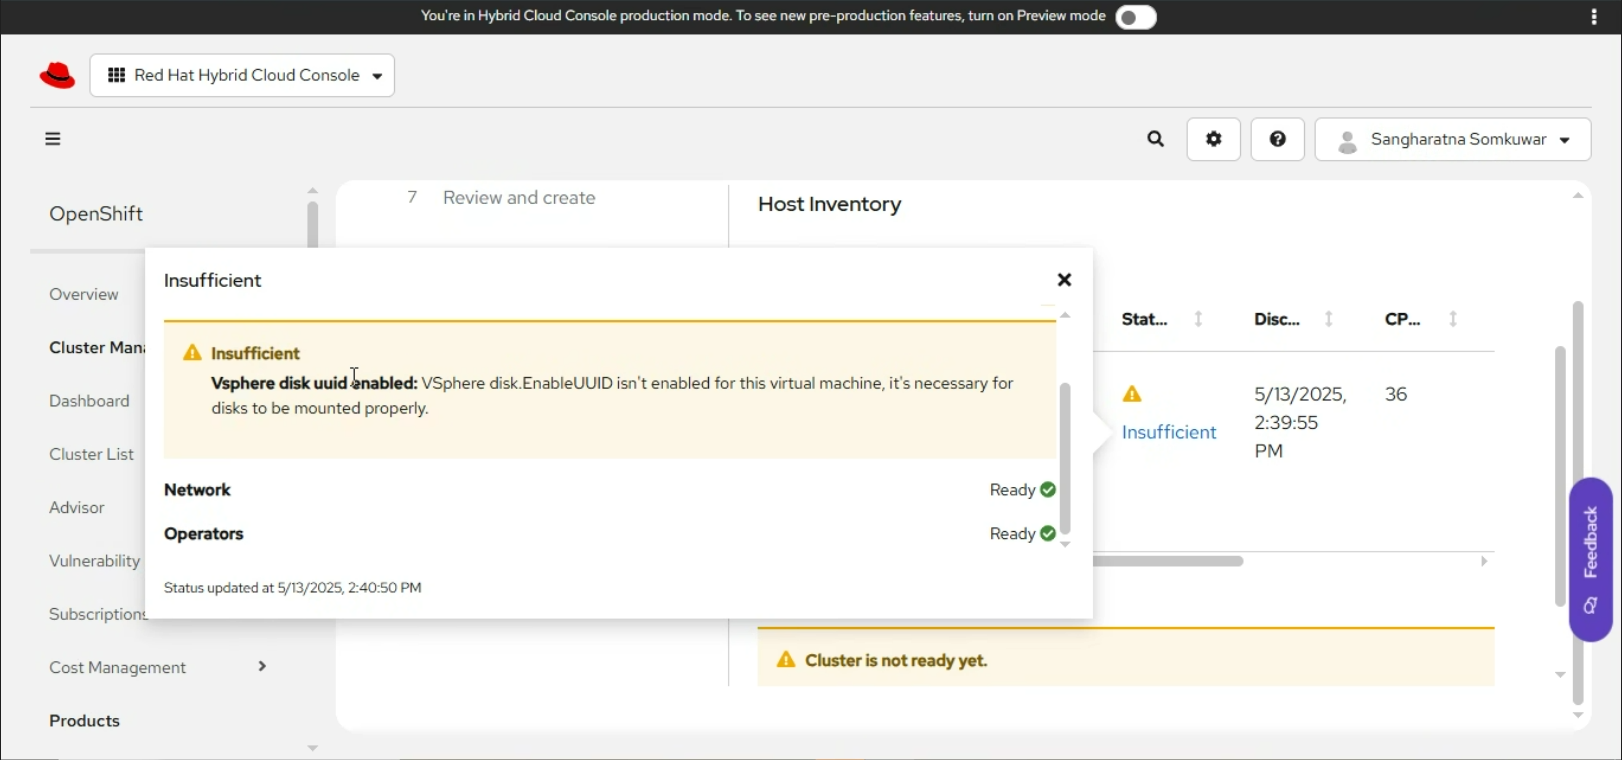 You're in Hybrid Cloud Console production mode. To see new pre-production features, turn on Preview mode
Red Hat Hybrid Cloud Console
Sangharatna Somkuwar
OpenShift
Overview
Cluster Mana
Dashboard
Cluster List
Advisor
Vulnerability
Subscriptions
Cost Management
Products
7 Review and create
Host Inventory
Insufficient
Insufficient
Vsphere disk uuid enabled: VSphere disk.EnableUUID isn't enabled for this virtual machine, it's necessary for
disks to be mounted properly.
Network Ready
Operators Ready
Status updated at 5/13/2025, 2:40:50 PM
Stat... Disc... CP...
Insufficient
5/13/2025,
2:39:55
PM
36
Cluster is not ready yet.
Feedback